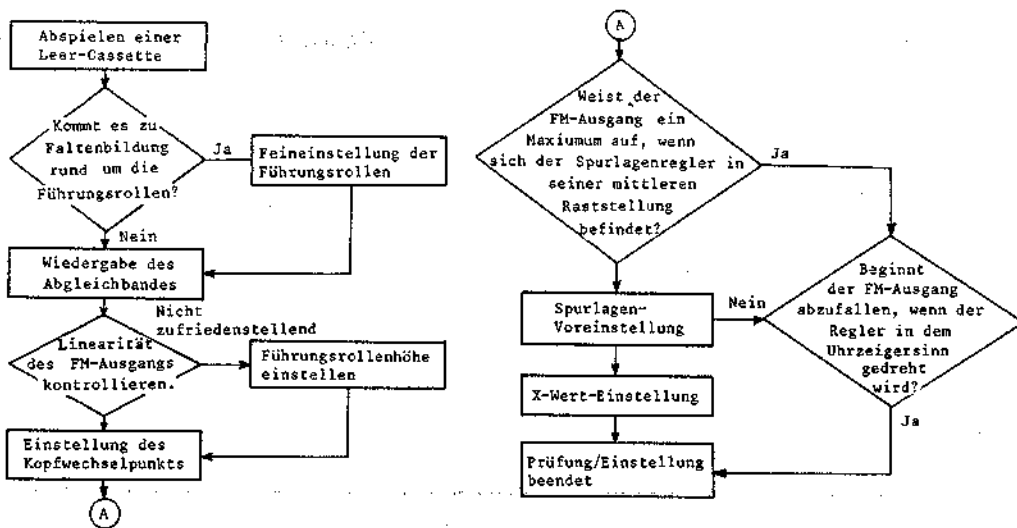 Abspielen einer
Leer-Cassette
Kommt es zu
Faltenbildung
rund um die
Führungsrollen?
Ja
Feineinstellung der
Führungsrollen
Nein
Wiedergabe des
Abgleichbandes
Nicht
zufriedenstellend
Linearität
des FM-Ausgangs
kontrollieren.
Führungsrollenhöhe
einstellen
Einstellung des
Kopfwechselpunkts
A
A
Weist der
FM-Ausgang ein
Maxiumum auf, wenn
sich der Spurlagenregler in
seiner mittleren
Raststellung
befindet?
Ja
Spurlagen-
Voreinstellung
Nein
Beginnt
der FM-Ausgang
abzufallen, wenn der
Regler in dem
Uhrzeigersinn
gedreht
wird?
X-Wert-Einstellung
Ja
Prüfung/Einstellung
beendet